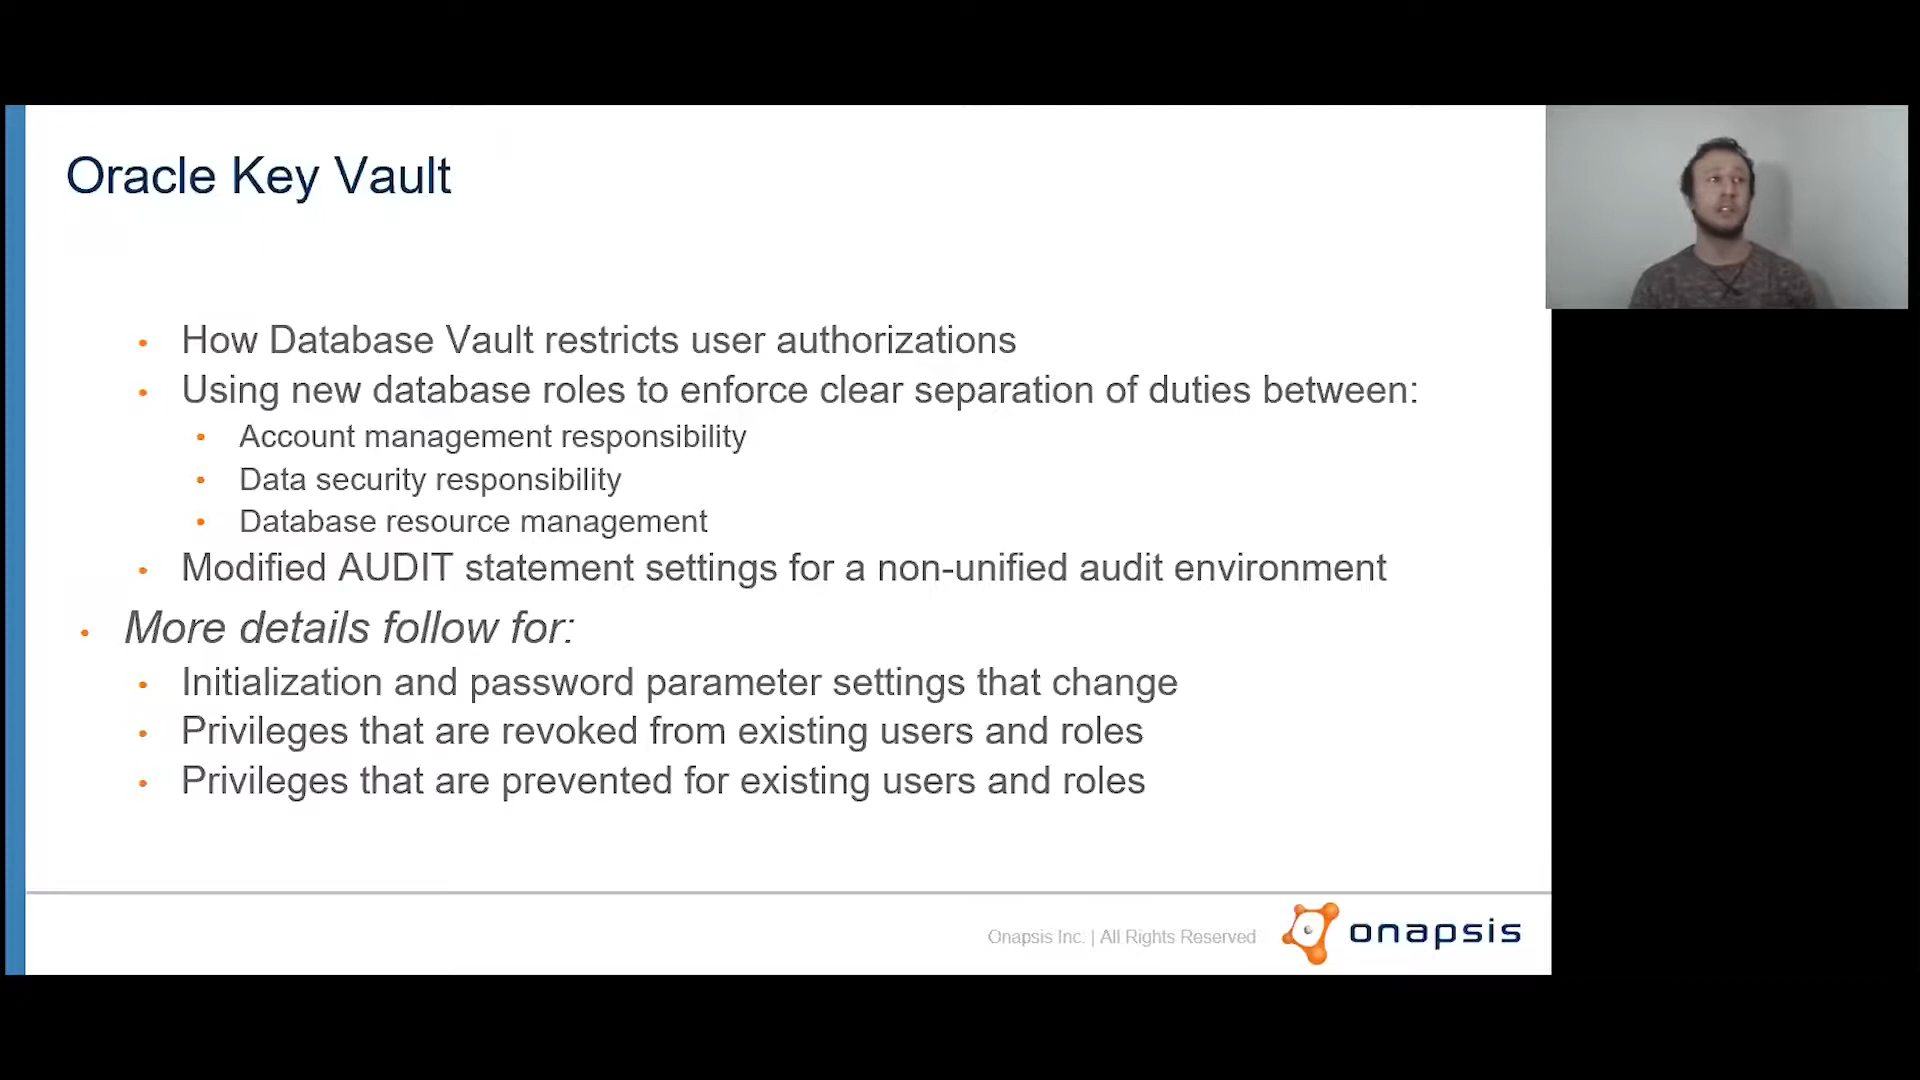 Oracle Key Vault
How Database Vault restricts user authorizations
Using new database roles to enforce clear separation of duties between:
Account management responsibility
Data security responsibility
Database resource management
Modified AUDIT statement settings for a non-unified audit environment
More details follow for:
Initialization and password parameter settings that change
Privileges that are revoked from existing users and roles
Privileges that are prevented for existing users and roles
Onapsis Inc. | All Rights Reserved
onapsis